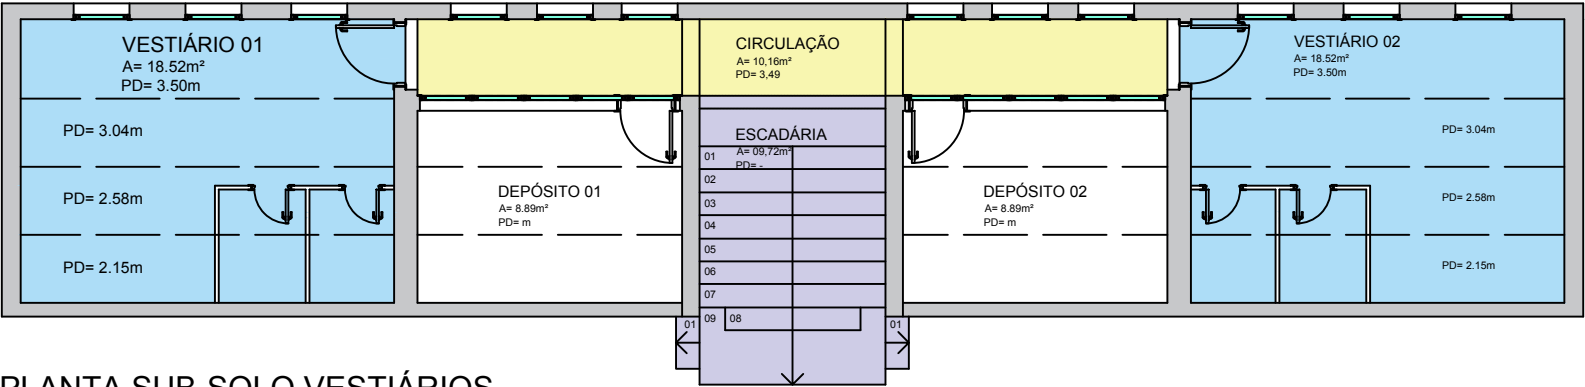 VESTIÁRIO 01
A= 18.52m²
PD= 3.50m
PD= 3.04m
PD= 2.58m
PD= 2.15m
DEPÓSITO 01
A= 8.89m²
PD= m
CIRCULAÇÃO
A= 10,16m²
PD= 3,49
ESCADÁRIA
A= 09,72m²
PD= -
01
02
03
04
05
06
07
09 08
01
01
DEPÓSITO 02
A= 8.89m²
PD= m
VESTIÁRIO 02
A= 18.52m²
PD= 3.50m
PD= 3.04m
PD= 2.58m
PD= 2.15m
PLANTA SUB-SOLO VESTIÁRIOS